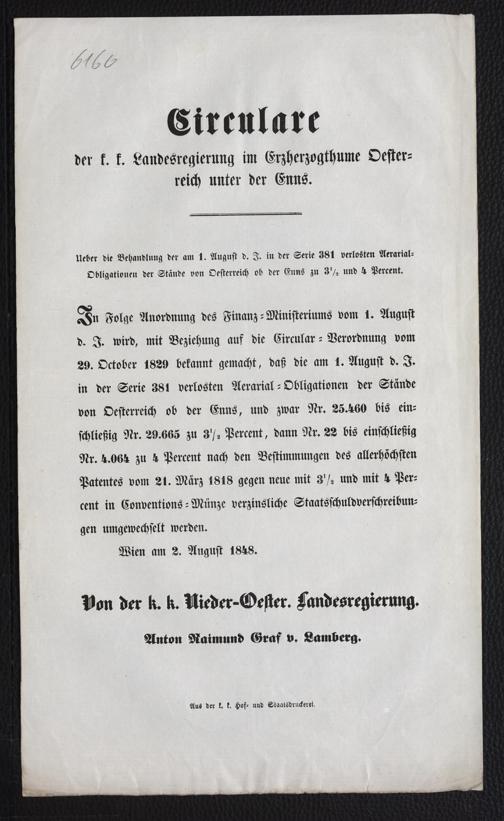 6166
Circulare
der k. k. Landesregierung im Erzherzogthume Oester-
reich unter der Enns.
Ueber die Behandlung der am 1. August d. J. in der Serie 381 verlosten Aerarial-
Obligationen der Stände von Oesterreich ob der Enns zu 3 1/2 und 4 Percent.
In Folge Anordnung des Finanz-Ministeriums vom 1. August
d. J. wird, mit Beziehung auf die Circular-Verordnung vom
29. October 1829 bekannt gemacht, daß die am 1. August d. J.
in der Serie 381 verlosten Aerarial-Obligationen der Stände
von Oesterreich ob der Enns, und zwar Nr. 25.460 bis ein-
schließig Nr. 29.665 zu 3 1/2 Percent, dann Nr. 22 bis einschließig
Nr. 4.064 zu 4 Percent nach den Bestimmungen des allerhöchsten
Patentes vom 21. März 1818 gegen neue mit 3 1/2 und mit 4 Per-
cent in Conventions-Münze verzinsliche Staatsschuldverschreibun-
gen umgewechselt werden.
Wien am 2. August 1848.
Von der k. k. Nieder-Oester. Landesregierung.
Anton Raimund Graf v. Lamberg.
Aus der k. k. Hof- und Staatsdruckerei.